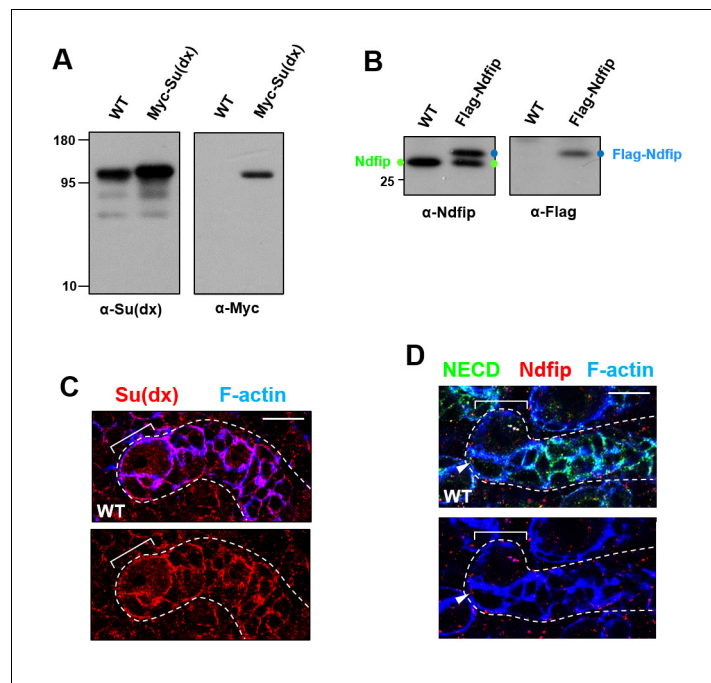 A
WT
Myc-Su(dx)
WT
Myc-Su(dx)
180
95
10
α-Su(dx)
α-Myc
B
WT
Flag-Ndfip
WT
Flag-Ndfip
Ndfip
Flag-Ndfip
25
α-Ndfip
α-Flag
C
Su(dx) F-actin
WT
D
NECD Ndfip F-actin
WT